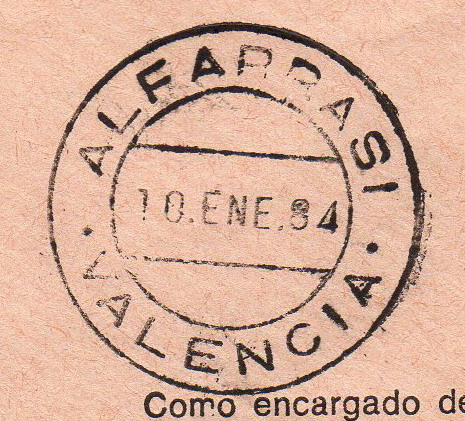 ALFARRASI
10.ENE.84
· VALENCIA ·
Como encargado de